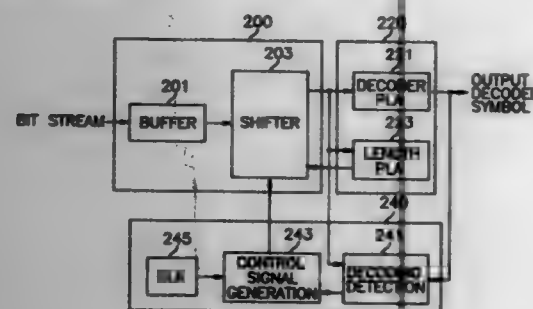 200
220
203
221
201
DECODER PLA
OUTPUT DECODED SYMBOL
BIT STREAM
BUFFER
SHIFTER
223
LENGTH PLA
240
245
243
241
CONTROL SIGNAL GENERATION
DECODING DETECTION